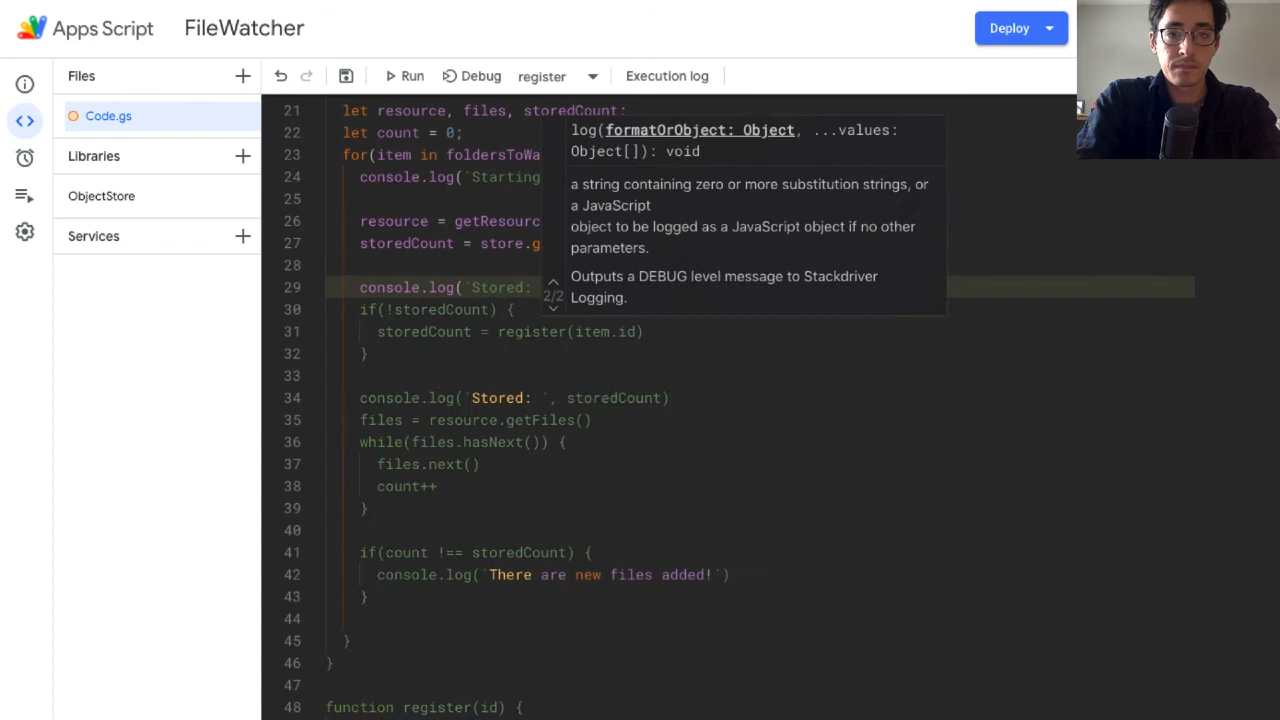 Apps Script
FileWatcher
Deploy
Files
Run
Debug
register
Execution log
Code.gs
Libraries
ObjectStore
Services
21 let resource, files, storedCount;
22 let count = 0;
23 for(item in foldersToWa
24 console.log(`Starting
25
26 resource = getResourc
27 storedCount = store.g
28
29 console.log(`Stored:
30 if(!storedCount) {
31 storedCount = register(item.id)
32 }
33
34 console.log(`Stored: `, storedCount)
35 files = resource.getFiles()
36 while(files.hasNext()) {
37 files.next()
38 count++
39 }
40
41 if(count !== storedCount) {
42 console.log(`There are new files added!`)
43 }
44
45 }
46 }
47
48 function register(id) {
log(formatOrObject: Object, ...values:
Object[]): void
a string containing zero or more substitution strings, or
a JavaScript
object to be logged as a JavaScript object if no other
parameters.
Outputs a DEBUG level message to Stackdriver
Logging.
2/2